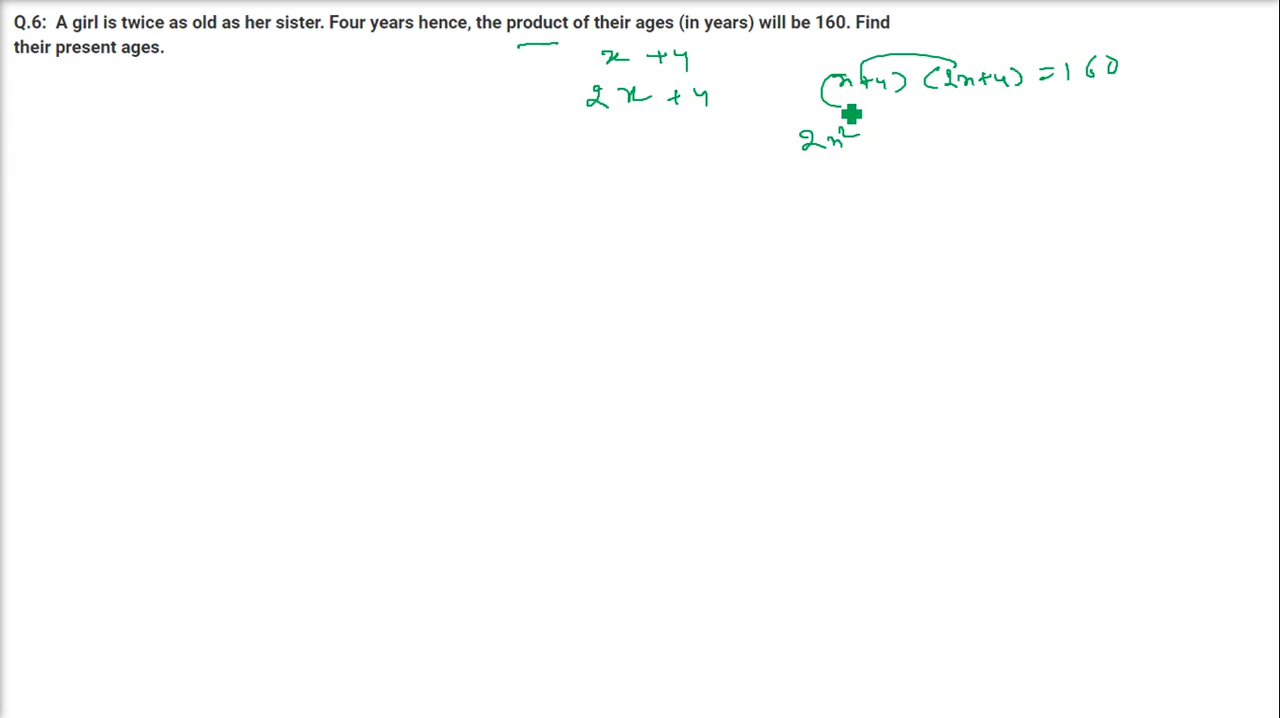 Q.6: A girl is twice as old as her sister. Four years hence, the product of their ages (in years) will be 160. Find
their present ages.
x + 4
2x + 4
(x+4) (2x+4) = 160
2x²